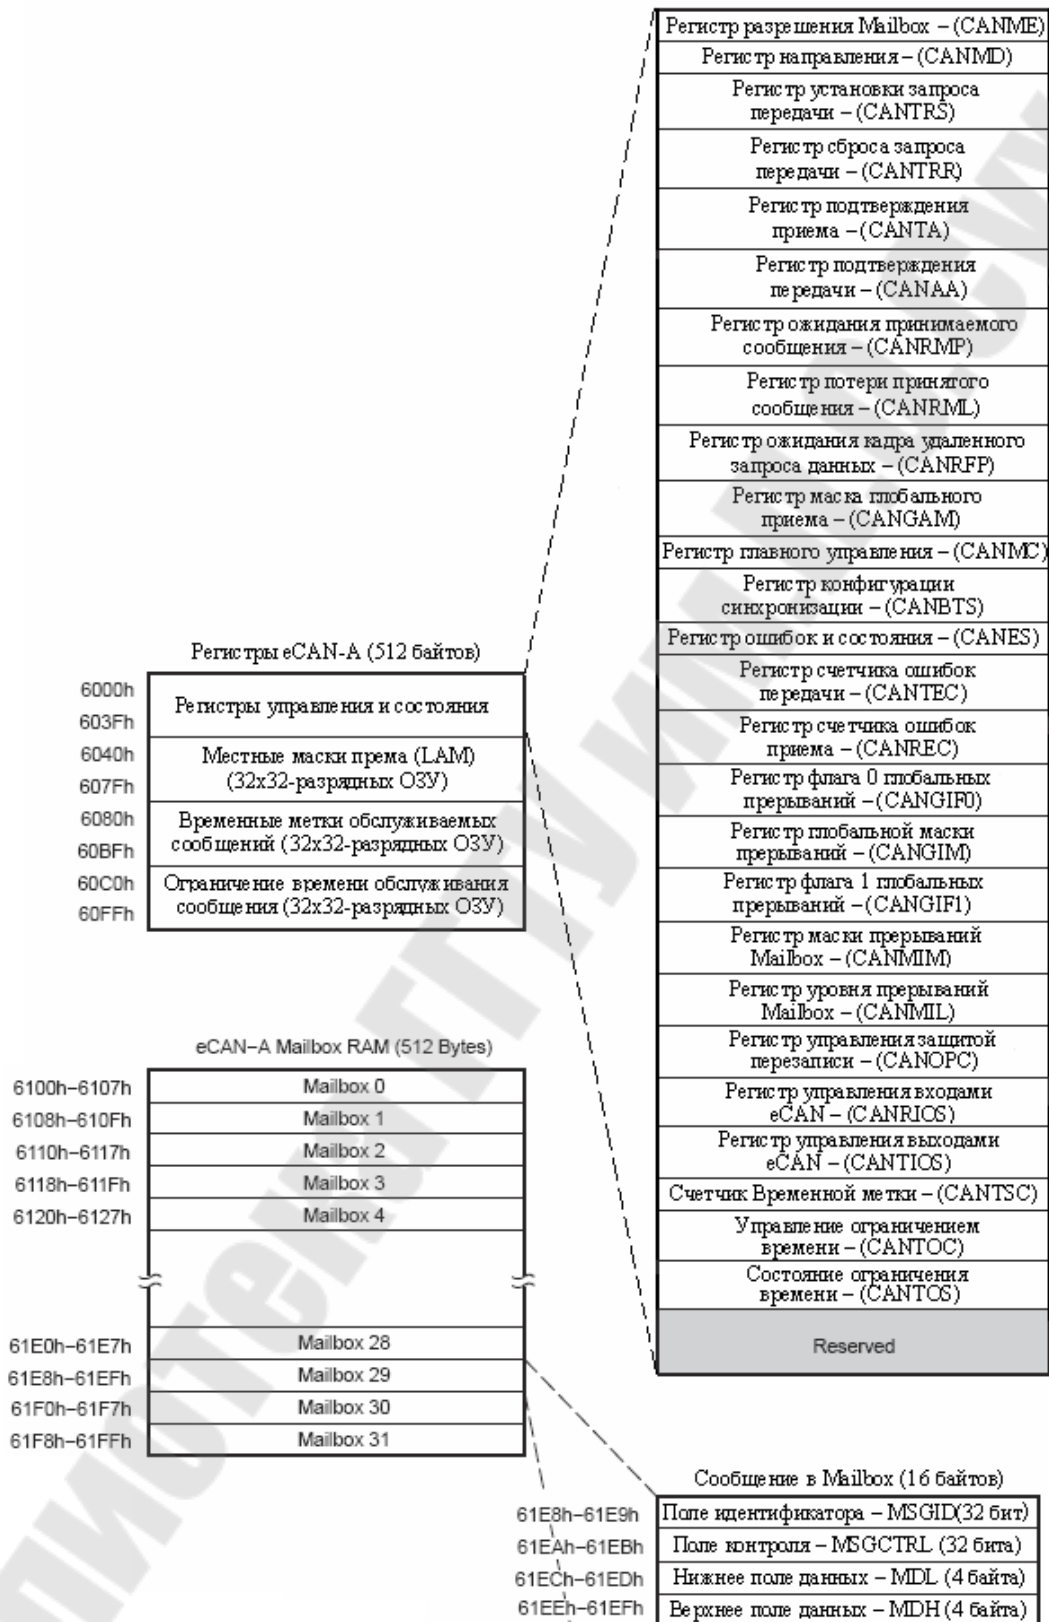 Регистр разрешения Mailbox – (CANME)
Регистр направления – (CANMD)
Регистр установки запроса
передачи – (CANTRS)
Регистр сброса запроса
передачи – (CANTRR)
Регистр подтверждения
приема – (CANTA)
Регистр подтверждения
передачи – (CANAA)
Регистр ожидания принимаемого
сообщения – (CANRMP)
Регистр потери принятого
сообщения – (CANRML)
Регистр ожидания кадра удаленного
запроса данных – (CANRFP)
Регистр маска глобального
приема – (CANGAM)
Регистр главного управления – (CANMC)
Регистр конфигурации
синхронизации – (CANBTS)
Регистр ошибок и состояния – (CANES)
Регистр счетчика ошибок
передачи – (CANTEC)
Регистр счетчика ошибок
приема – (CANREC)
Регистр флага 0 глобальных
прерываний – (CANGIF0)
Регистр глобальной маски
прерываний – (CANGIM)
Регистр флага 1 глобальных
прерываний – (CANGIF1)
Регистр маски прерываний
Mailbox – (CANMIM)
Регистр уровня прерываний
Mailbox – (CANMIL)
Регистр управления защитой
перезаписи – (CANOPC)
Регистр управления входами
eCAN – (CANRIOS)
Регистр управления выходами
eCAN – (CANTIOS)
Счетчик Временной метки – (CANTSC)
Управление ограничением
времени – (CANTOC)
Состояние ограничения
времени – (CANTOS)
Reserved
Регистры eCAN-A (512 байтов)
6000h
603Fh
Регистры управления и состояния
6040h
607Fh
Местные маски према (LAM)
(32x32-разрядных ОЗУ)
6080h
60BFh
Временные метки обслуживаемых
сообщений (32x32-разрядных ОЗУ)
60C0h
60FFh
Ограничение времени обслуживания
сообщения (32x32-разрядных ОЗУ)
eCAN–A Mailbox RAM (512 Bytes)
6100h–6107h Mailbox 0
6108h–610Fh Mailbox 1
6110h–6117h Mailbox 2
6118h–611Fh Mailbox 3
6120h–6127h Mailbox 4
61E0h–61E7h Mailbox 28
61E8h–61EFh Mailbox 29
61F0h–61F7h Mailbox 30
61F8h–61FFh Mailbox 31
Сообщение в Mailbox (16 байтов)
61E8h–61E9h Поле идентификатора – MSGID(32 бит)
61EAh–61EBh Поле контроля – MSGCTRL (32 бита)
61ECh–61EDh Нижнее поле данных – MDL (4 байта)
61EEh–61EFh Верхнее поле данных – MDH (4 байта)